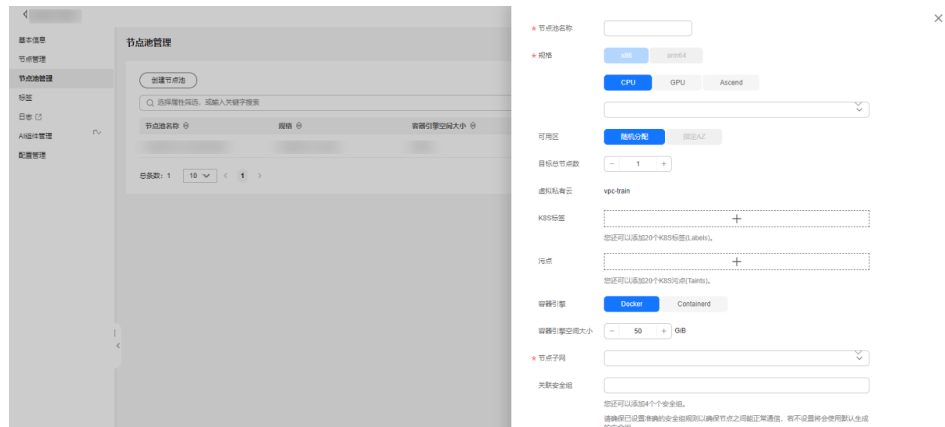 基本信息
节点管理
节点池管理
标签
日志
AI组件管理
配置管理
节点池管理
创建节点池
选择属性筛选，或输入关键字搜索
节点池名称 规格 容器引擎空间大小
总条数：1 10 1
节点池名称
规格 x86 arm64
CPU GPU Ascend
可用区 随机分配 指定AZ
目标总节点数 1
虚拟私有云 vpc-train
K8S标签
您还可以添加20个K8S标签(Labels)。
污点
您还可以添加20个K8S污点(Taints)。
容器引擎 Docker Containerd
容器引擎空间大小 50 GiB
节点子网
关联安全组
您还可以添加4个个安全组。
请确保已设置准确的安全组规则以确保节点之间能正常通信，若不设置将会使用默认生成
的安全组